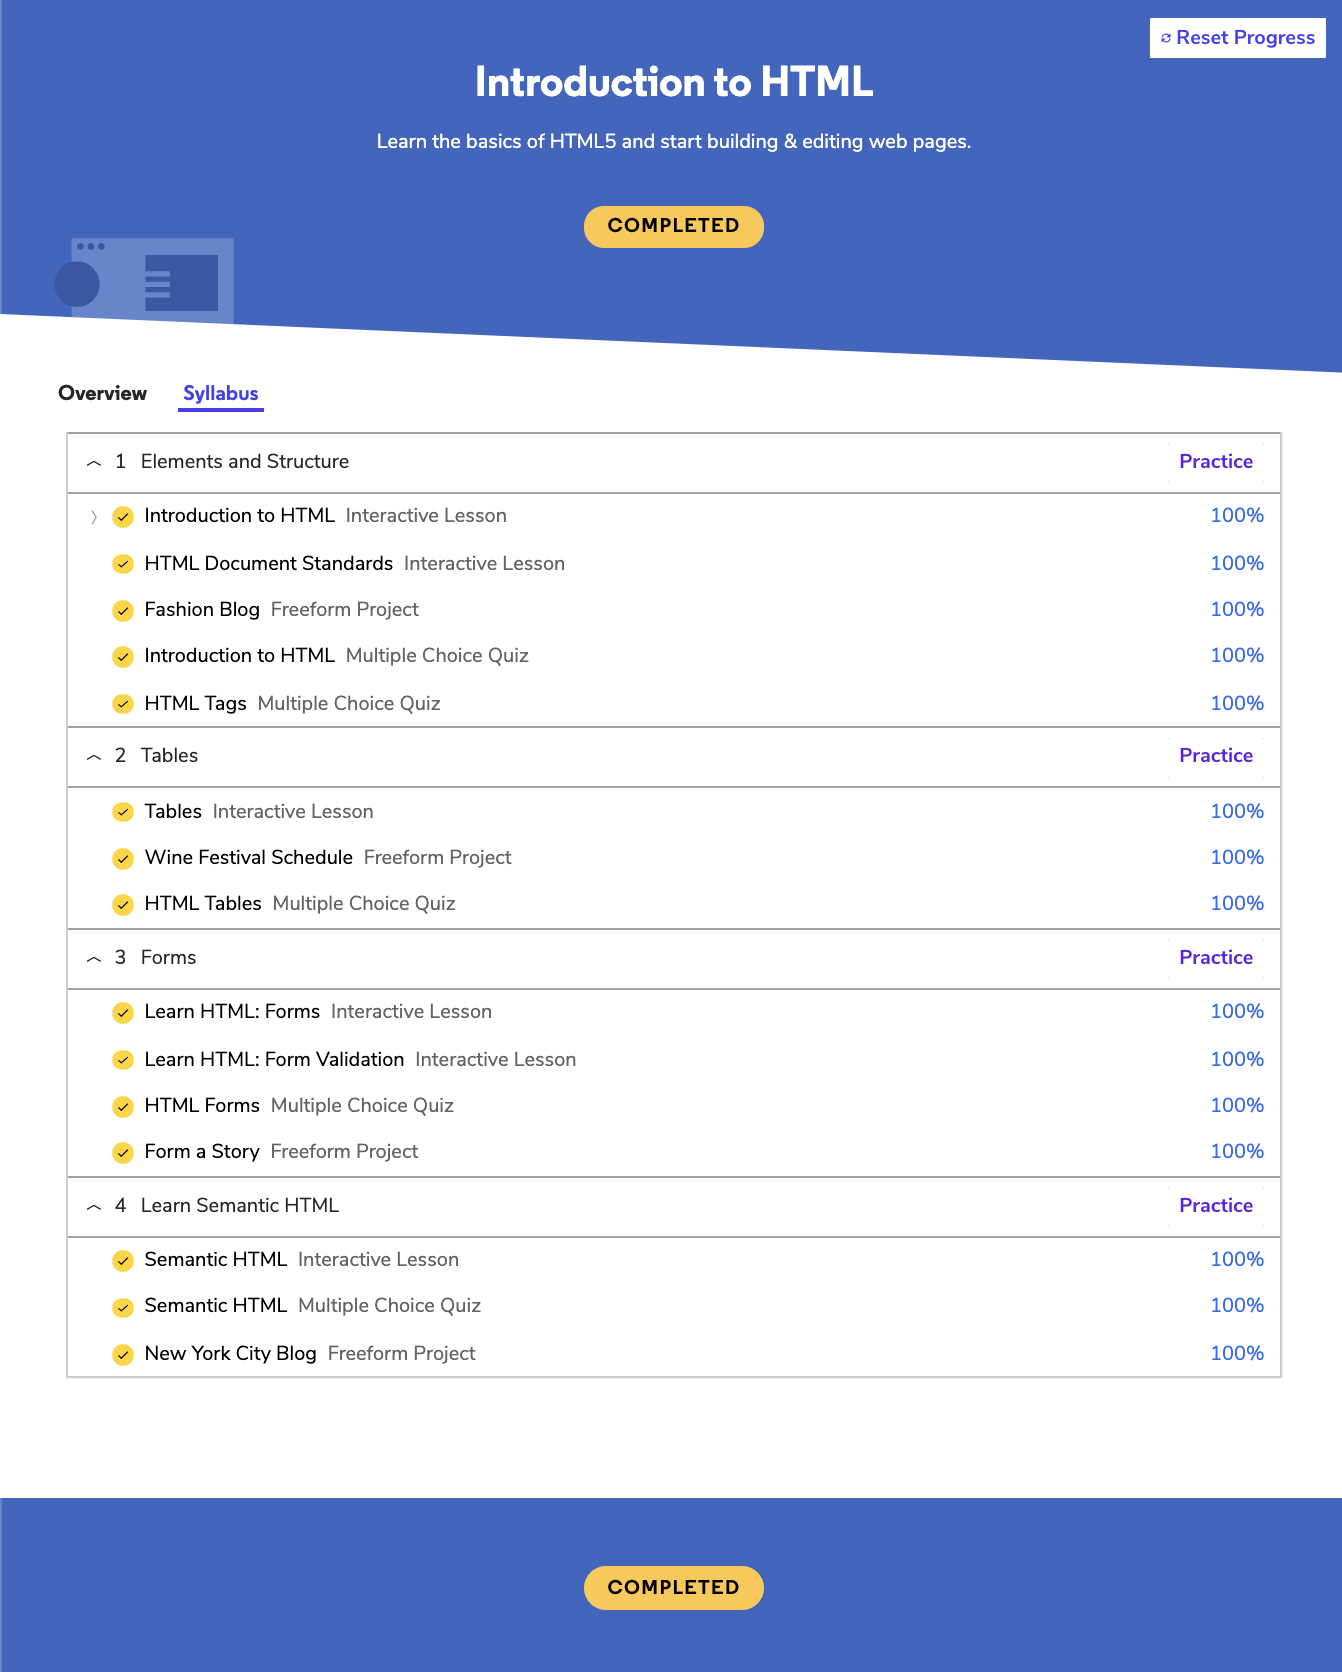 Reset Progress
Introduction to HTML
Learn the basics of HTML5 and start building & editing web pages.
COMPLETED
Overview Syllabus
1 Elements and Structure Practice
Introduction to HTML Interactive Lesson 100%
HTML Document Standards Interactive Lesson 100%
Fashion Blog Freeform Project 100%
Introduction to HTML Multiple Choice Quiz 100%
HTML Tags Multiple Choice Quiz 100%
2 Tables Practice
Tables Interactive Lesson 100%
Wine Festival Schedule Freeform Project 100%
HTML Tables Multiple Choice Quiz 100%
3 Forms Practice
Learn HTML: Forms Interactive Lesson 100%
Learn HTML: Form Validation Interactive Lesson 100%
HTML Forms Multiple Choice Quiz 100%
Form a Story Freeform Project 100%
4 Learn Semantic HTML Practice
Semantic HTML Interactive Lesson 100%
Semantic HTML Multiple Choice Quiz 100%
New York City Blog Freeform Project 100%
COMPLETED